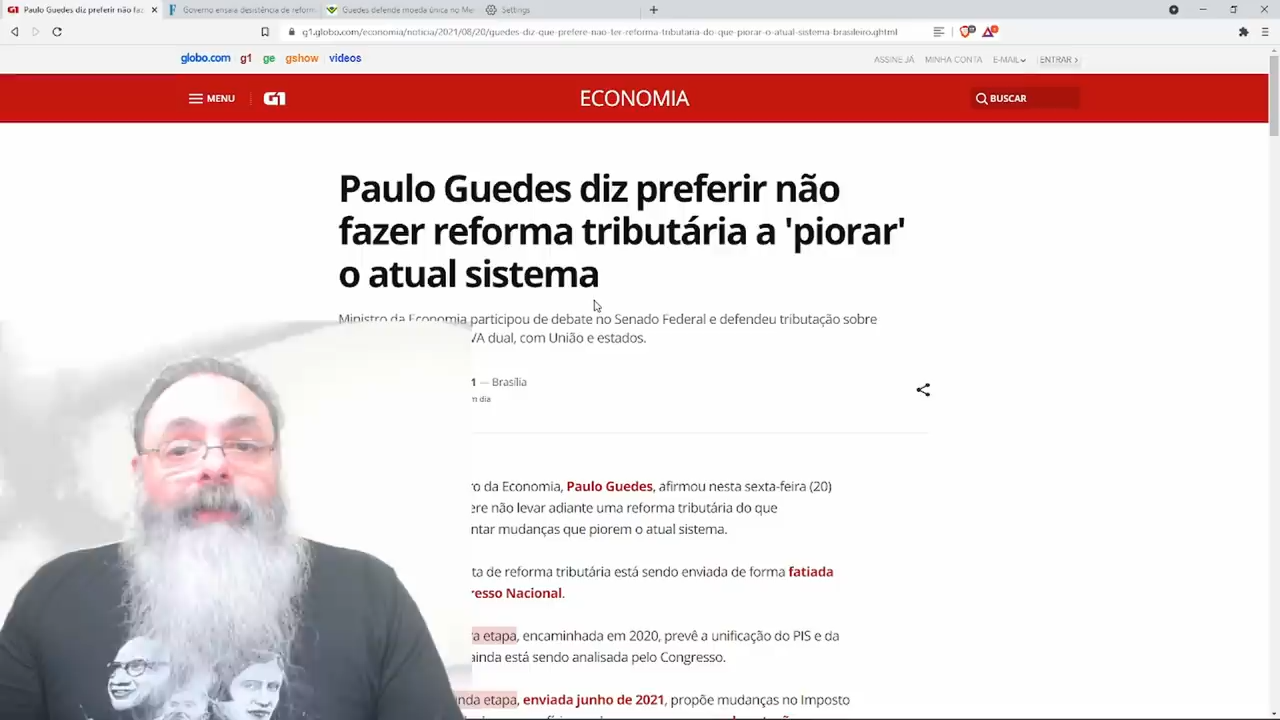 Paulo Guedes diz preferir não faz
Governo ensaia desistência de reform
Guedes defende moeda única no Mer
Settings
g1.globo.com/economia/noticia/2021/08/20/guedes-diz-que-prefere-nao-ter-reforma-tributaria-do-que-piorar-o-atual-sistema-brasileiro.ghtml
globo.com g1 ge gshow videos
ASSINE JÁ MINHA CONTA E-MAIL ENTRAR
MENU G1 ECONOMIA BUSCAR
Paulo Guedes diz preferir não
fazer reforma tributária a 'piorar'
o atual sistema
Ministro da Economia participou de debate no Senado Federal e defendeu tributação sobre
VA dual, com União e estados.
1 — Brasília
m dia
ro da Economia, Paulo Guedes, afirmou nesta sexta-feira (20)
ere não levar adiante uma reforma tributária do que
ntar mudanças que piorem o atual sistema.
ta de reforma tributária está sendo enviada de forma fatiada
resso Nacional.
ra etapa, encaminhada em 2020, prevê a unificação do PIS e da
ainda está sendo analisada pelo Congresso.
nda etapa, enviada junho de 2021, propõe mudanças no Imposto